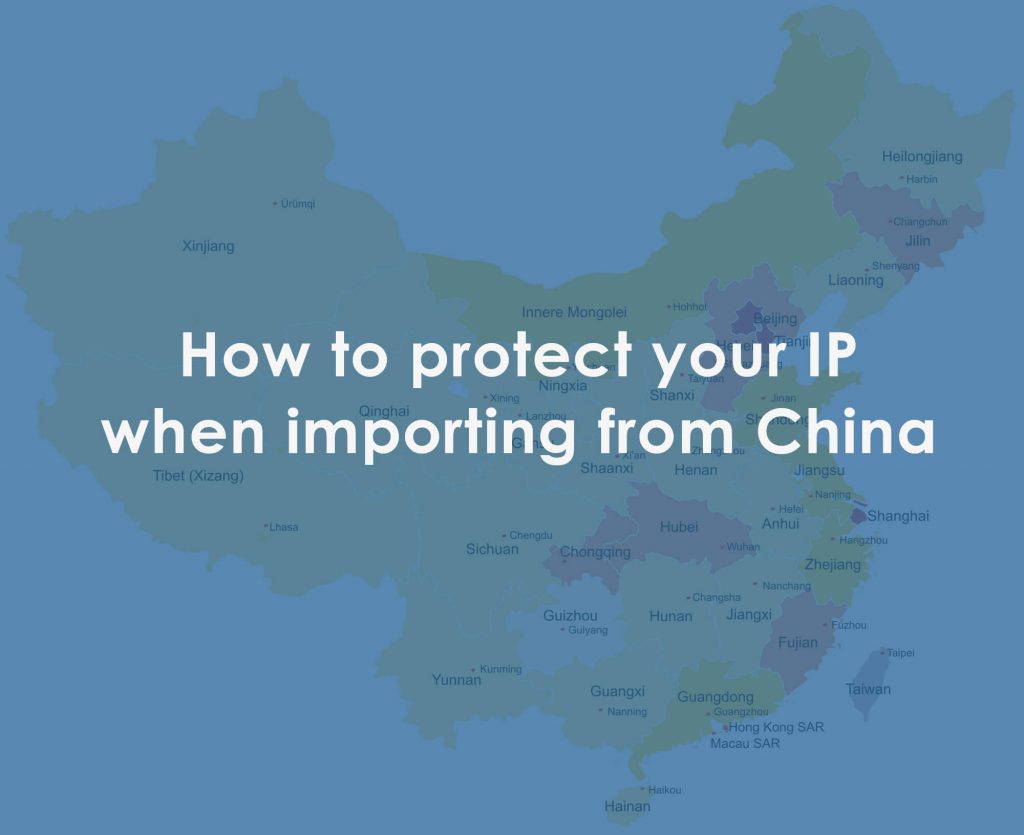 How to protect your IP
when importing from China
Heilongjiang
Harbin
Changchun
Jilin
Shenyang
Liaoning
Ürümqi
Xinjiang
Innere Mongolei
Hohhot
Beijing
Ningxia
Taiyuan
Shanxi
Jinan
Xining
Qinghai
Lanzhou
Xi'an
Shaanxi
Henan
Jiangsu
Tibet (Xizang)
Nanjing
Hefei
Shanghai
Anhui
Lhasa
Hubei
Chengdu
Sichuan
Chongqing
Wuhan
Hangzhou
Zhejiang
Nanchang
Changsha
Guizhou
Hunan
Jiangxi
Guiyang
Fúzhou
Fujian
Taipei
Kunming
Yunnan
Taiwan
Guangxi
Guangdong
Nanning
Guangzhou
Hong Kong SAR
Macau SAR
Haikou
Hainan